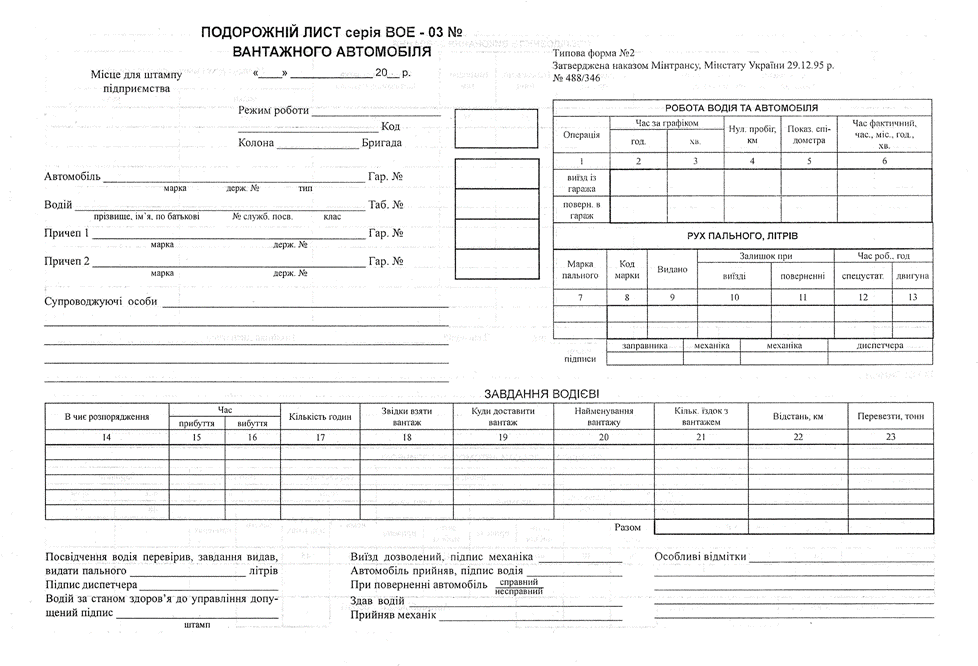 ПОДОРОЖНІЙ ЛИСТ серія ВОЕ - 03 №
ВАНТАЖНОГО АВТОМОБІЛЯ
«____» ______________ 20__ р.
Місце для штампу
підприємства
Типова форма №2
Затверджена наказом Мінтрансу, Мінстату України 29.12.95 р.
№ 488/346
Режим роботи
Код
Колона Бригада
Автомобіль Гар. №
марка держ. № тип
Водій Таб. №
прізвище, ім'я, по батькові № служб. посв. клас
Причеп 1 Гар. №
марка держ. №
Причеп 2 Гар. №
марка держ. №
Супроводжуючі особи
РОБОТА ВОДІЯ ТА АВТОМОБІЛЯ
Операція
Час за графіком
год. хв.
Нул. пробіг,
км
Показ. спі-
дометра
Час фактичний,
час., міс., год.,
хв.
1 2 3 4 5 6
виїзд із
гаража
поверн. в
гараж
РУХ ПАЛЬНОГО, ЛІТРІВ
Марка
пального
Код
марки
Видано
Залишок при
виїзді поверненні
Час роб., год
спецустат. двигуна
7 8 9 10 11 12 13
підписи
заправника механіка механіка диспетчера
ЗАВДАННЯ ВОДІЄВІ
В чиє розпорядження
Час
прибуття вибуття
Кількість годин
Звідки взяти
вантаж
Куди доставити
вантаж
Найменування
вантажу
Кільк. їздок з
вантажем
Відстань, км
Перевезти, тонн
14 15 16 17 18 19 20 21 22 23
Разом
Посвідчення водія перевірив, завдання видав,
видати пального літрів
Підпис диспетчера
Водій за станом здоров'я до управління допу-
щений підпис
штамп
Виїзд дозволений, підпис механіка
Автомобіль прийняв, підпис водія
При поверненні автомобіль справний
несправний
Здав водій
Прийняв механік
Особливі відмітки